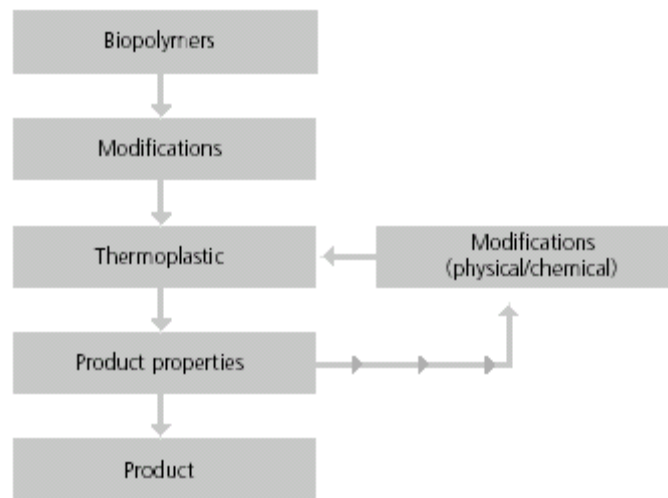 Biopolymers
Modifications
Thermoplastic
Modifications
(physical/chemical)
Product properties
Product